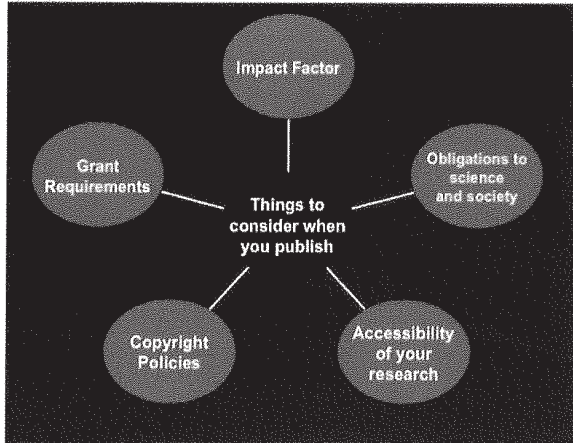 Impact Factor
Grant
Requirements
Obligations to
science
and society
Things to
consider when
you publish
Copyright
Policies
Accessibility
of your
research